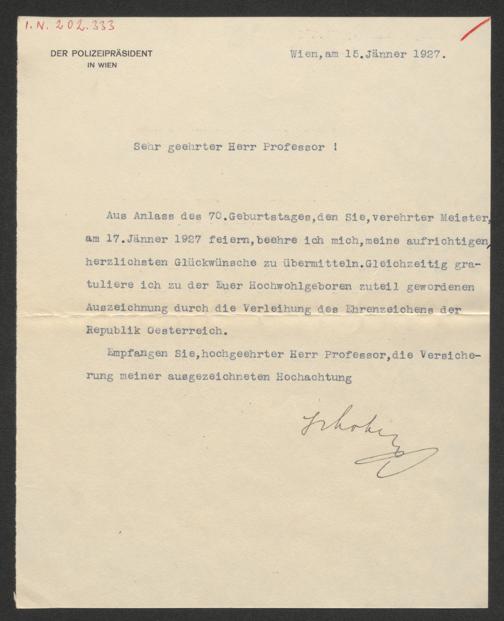 I.N. 202.333
DER POLIZEIPRÄSIDENT
IN WIEN
Wien,am 15.Jänner 1927.
Sehr geehrter Herr Professor !
Aus Anlass des 70.Geburtstages,den Sie,verehrter Meister,
am 17.Jänner 1927 feiern,beehre ich mich,meine aufrichtigen,
herzlichsten Glückwünsche zu übermitteln.Gleichzeitig gra-
tuliere ich zu der Euer Hochwohlgeboren zuteil gewordenen
Auszeichnung durch die Verleihung des Ehrenzeichens der
Republik Oesterreich.
Empfangen Sie,hochgeehrter Herr Professor,die Versiche-
rung meiner ausgezeichneten Hochachtung
Schober